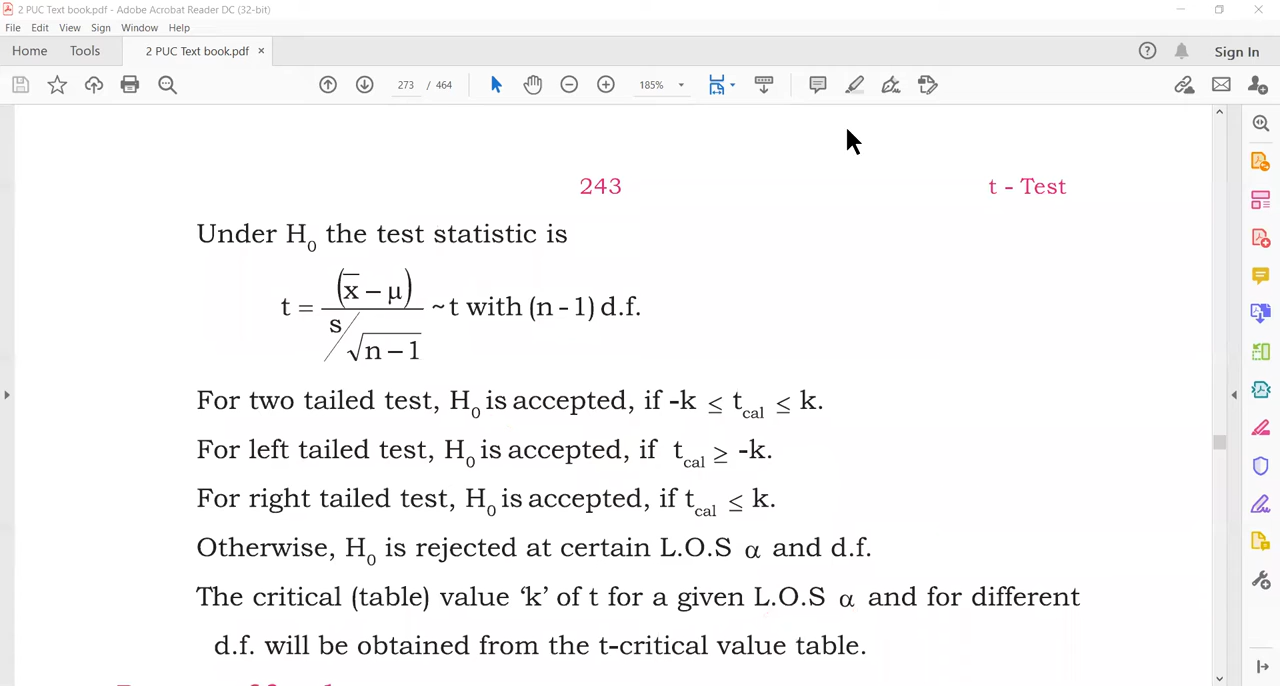 2 PUC Text book.pdf - Adobe Acrobat Reader DC (32-bit)
File Edit View Sign Window Help
Home Tools 2 PUC Text book.pdf × Sign In
273 / 464 185%
243 t - Test
Under H₀ the test statistic is
t = (x̄ − μ) / (s / √(n − 1)) ~ t with (n - 1) d.f.
For two tailed test, H₀ is accepted, if -k ≤ t_cal ≤ k.
For left tailed test, H₀ is accepted, if t_cal ≥ -k.
For right tailed test, H₀ is accepted, if t_cal ≤ k.
Otherwise, H₀ is rejected at certain L.O.S α and d.f.
The critical (table) value ‘k’ of t for a given L.O.S α and for different
d.f. will be obtained from the t-critical value table.